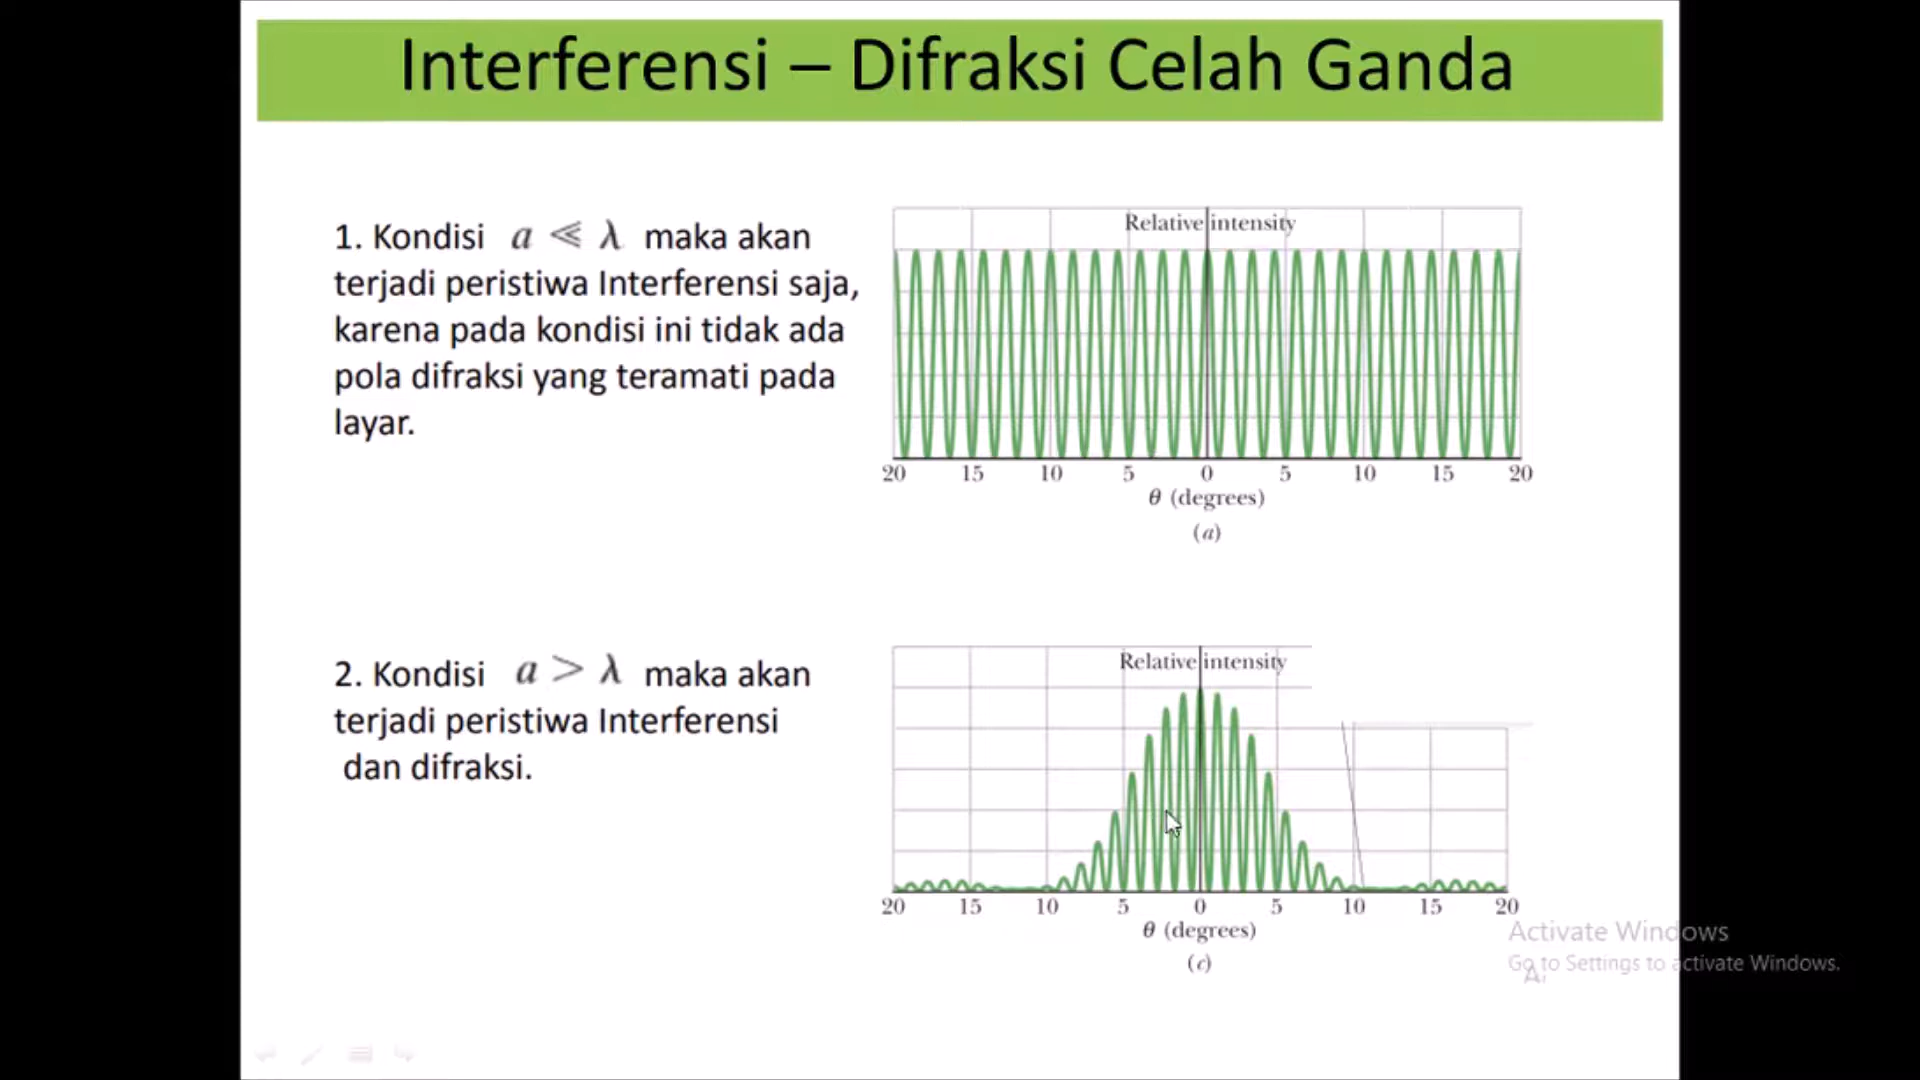 Interferensi – Difraksi Celah Ganda
1. Kondisi a ≪ λ maka akan
terjadi peristiwa Interferensi saja,
karena pada kondisi ini tidak ada
pola difraksi yang teramati pada
layar.
Relative intensity
20 15 10 5 0 5 10 15 20
θ (degrees)
(a)
2. Kondisi a > λ maka akan
terjadi peristiwa Interferensi
dan difraksi.
Relative intensity
20 15 10 5 0 5 10 15 20
θ (degrees)
(c)
Activate Windows
Go to Settings to activate Windows.